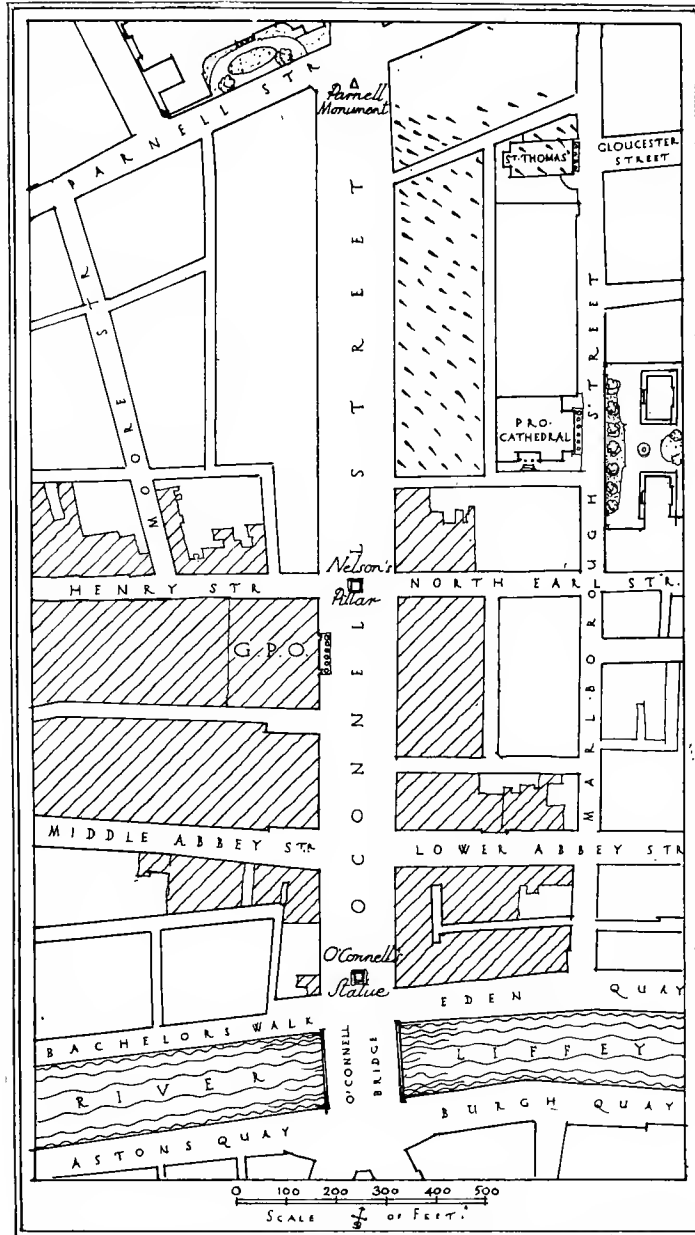 PARNELL STR
Parnell
Monument
ST. THOMAS'
GLOUCESTER
STREET
MOORE STR
O'CONNELL STREET
MARLBOROUGH STREET
PRO-
CATHEDRAL
HENRY STR
Nelson's
Pillar
NORTH EARL STR.
G.P.O.
MIDDLE ABBEY STR
LOWER ABBEY STR
O'Connell's
Statue
EDEN QUAY
BACHELORS WALK
O'CONNELL
BRIDGE
RIVER LIFFEY
ASTONS QUAY
BURGH QUAY
0 100 200 300 400 500
SCALE OF FEET.